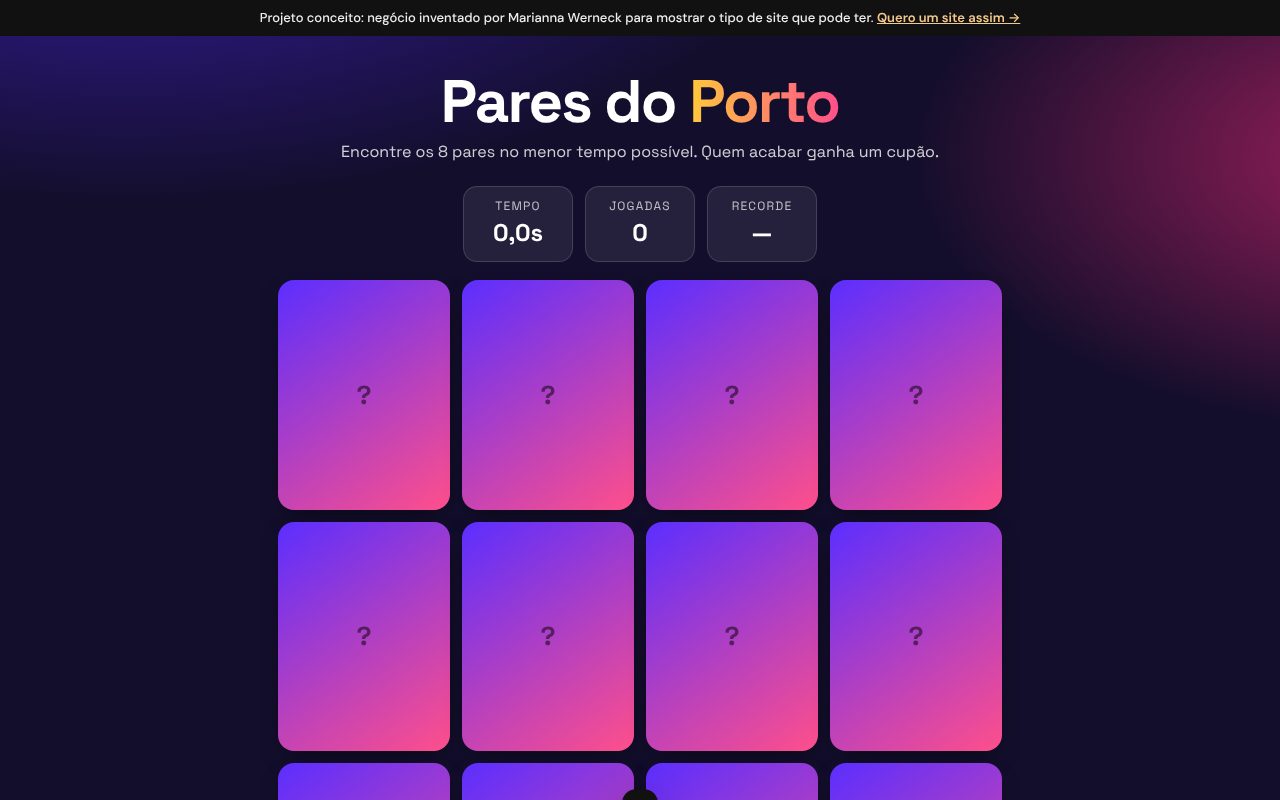 Projeto conceito: negócio inventado por Marianna Werneck para mostrar o tipo de site que pode ter. Quero um site assim →
Pares do Porto
Encontre os 8 pares no menor tempo possível. Quem acabar ganha um cupão.
TEMPO
0,0s
JOGADAS
0
RECORDE
—
? ? ? ?
? ? ? ?